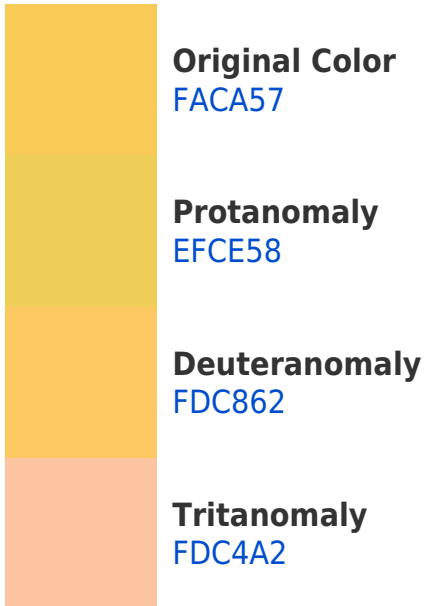 Original Color
FACA57
Protanomaly
EFCE58
Deuteranomaly
FDC862
Tritanomaly
FDC4A2